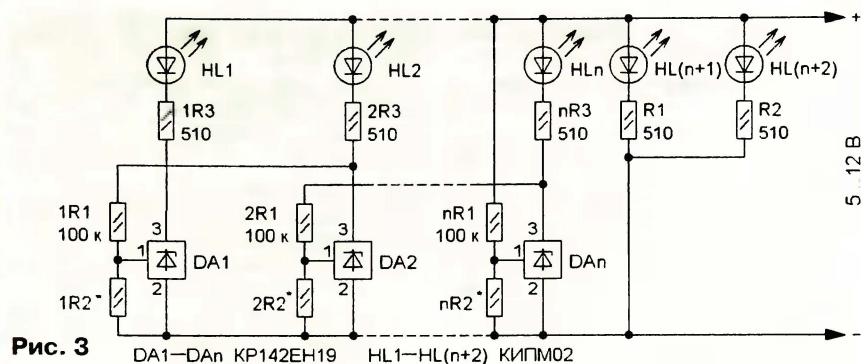 +
HL1
HL2
HLn
HL(n+1)
HL(n+2)
1R3
510
2R3
510
nR3
510
R1
510
R2
510
5...12 В
1R1
100 к
3
1
2
DA1
1R2*
2R1
100 к
3
1
2
DA2
2R2*
nR1
100 к
3
1
2
DAn
nR2*
–
Рис. 3
DA1—DAn КР142ЕН19 HL1—HL(n+2) КИПМ02